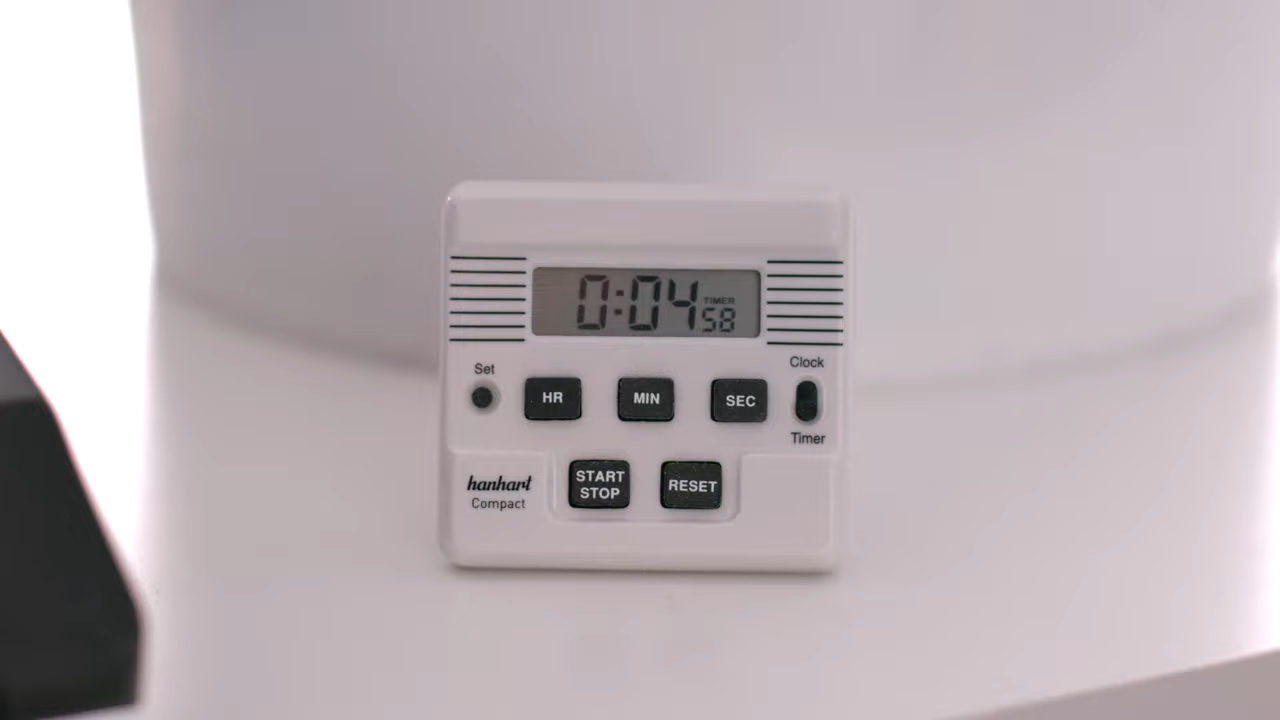 0:04 TIMER 58
Set
Clock
HR MIN SEC
Timer
hanhart
Compact
START
STOP
RESET